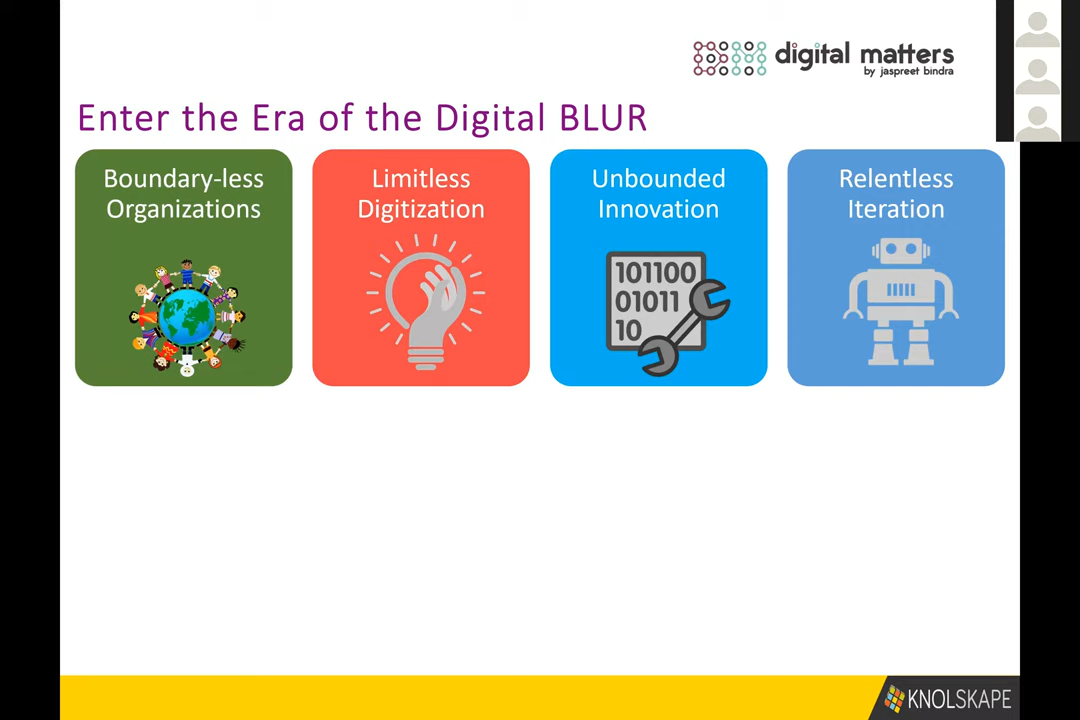 digital matters
by jaspreet bindra
Enter the Era of the Digital BLUR
Boundary-less
Organizations
Limitless
Digitization
Unbounded
Innovation
Relentless
Iteration
101100
01011
10
KNOLSKAPE